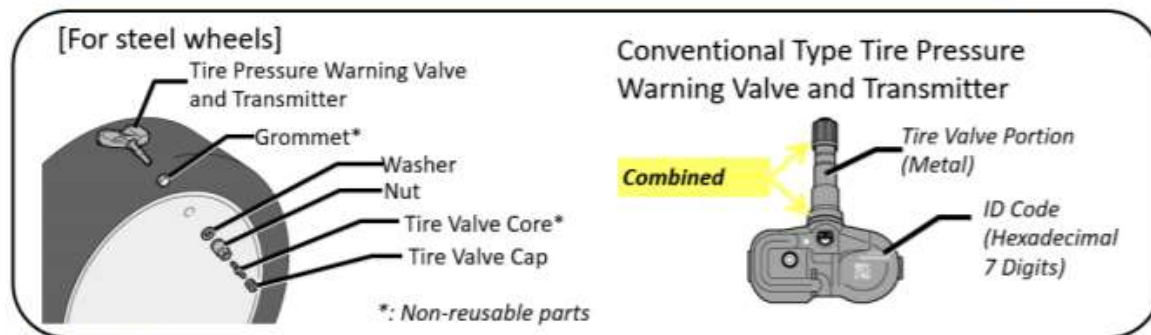 [For steel wheels]
Tire Pressure Warning Valve
and Transmitter
Grommet*
Washer
Nut
Tire Valve Core*
Tire Valve Cap
*: Non-reusable parts
Conventional Type Tire Pressure
Warning Valve and Transmitter
Combined
Tire Valve Portion
(Metal)
ID Code
(Hexadecimal
7 Digits)